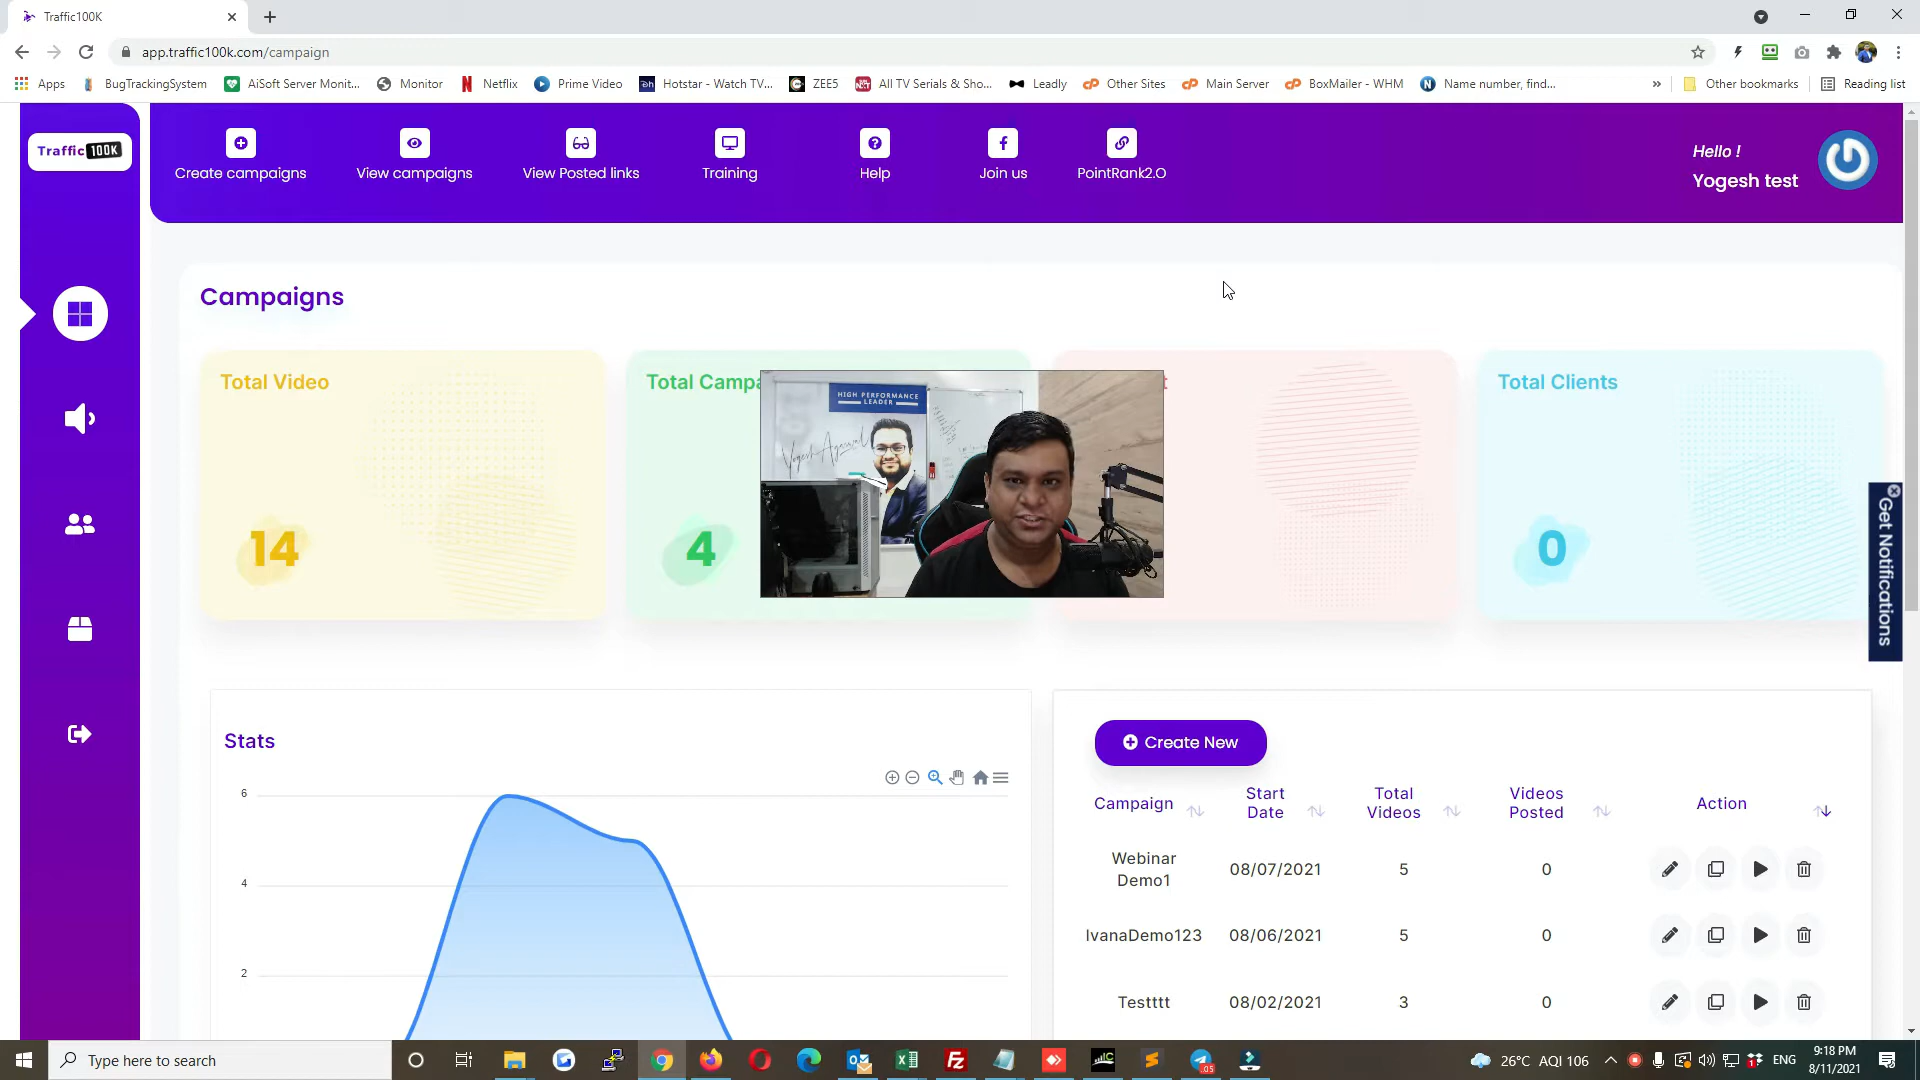 Traffic100K
app.traffic100k.com/campaign
Apps
BugTrackingSystem
AiSoft Server Monit...
Monitor
Netflix
Prime Video
Hotstar - Watch TV...
ZEE5
All TV Serials & Sho...
Leadly
Other Sites
Main Server
BoxMailer - WHM
Name number, find...
Other bookmarks
Reading list
Traffic 100K
Create campaigns
View campaigns
View Posted links
Training
Help
Join us
PointRank2.O
Hello !
Yogesh test
Campaigns
Total Video
14
Total Campa
4
t
Total Clients
0
HIGH PERFORMANCE
LEADER
Yogesh Agarwal
Get Notifications
Stats
6
4
2
Create New
Campaign
Start
Date
Total
Videos
Videos
Posted
Action
Webinar
Demo1
08/07/2021
5
0
IvanaDemo123
08/06/2021
5
0
Testttt
08/02/2021
3
0
Type here to search
26°C AQI 106
ENG
9:18 PM
8/11/2021